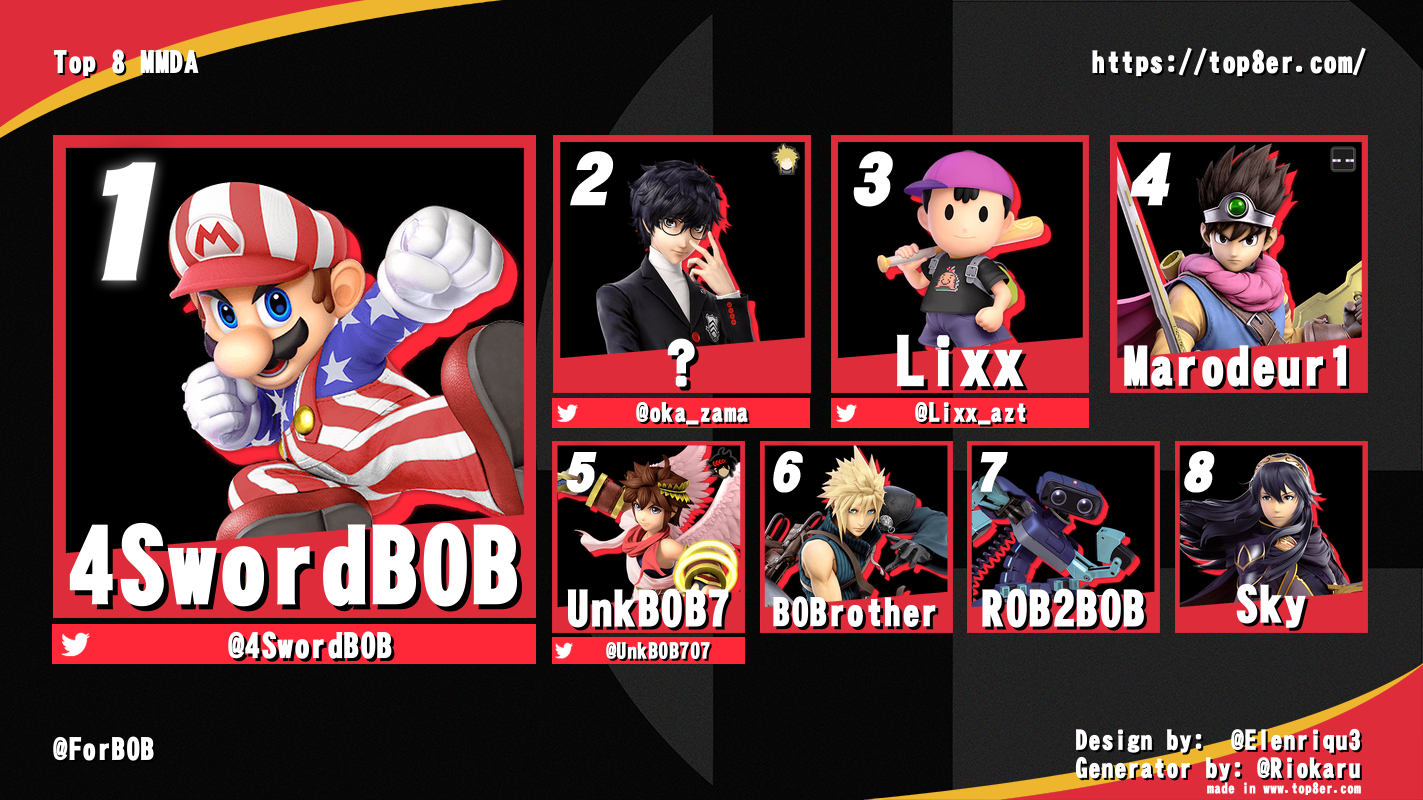 Top 8 MMDA
https://top8er.com/
1
4SwordBOB
@4SwordBOB
2
?
@oka_zama
3
Lixx
@Lixx_azt
4
Marodeur1
5
UnkBOB7
@UnkBOB707
6
BOBrother
7
ROB2BOB
8
Sky
@ForBOB
Design by: @Elenriqu3
Generator by: @Riokaru
made in www.top8er.com